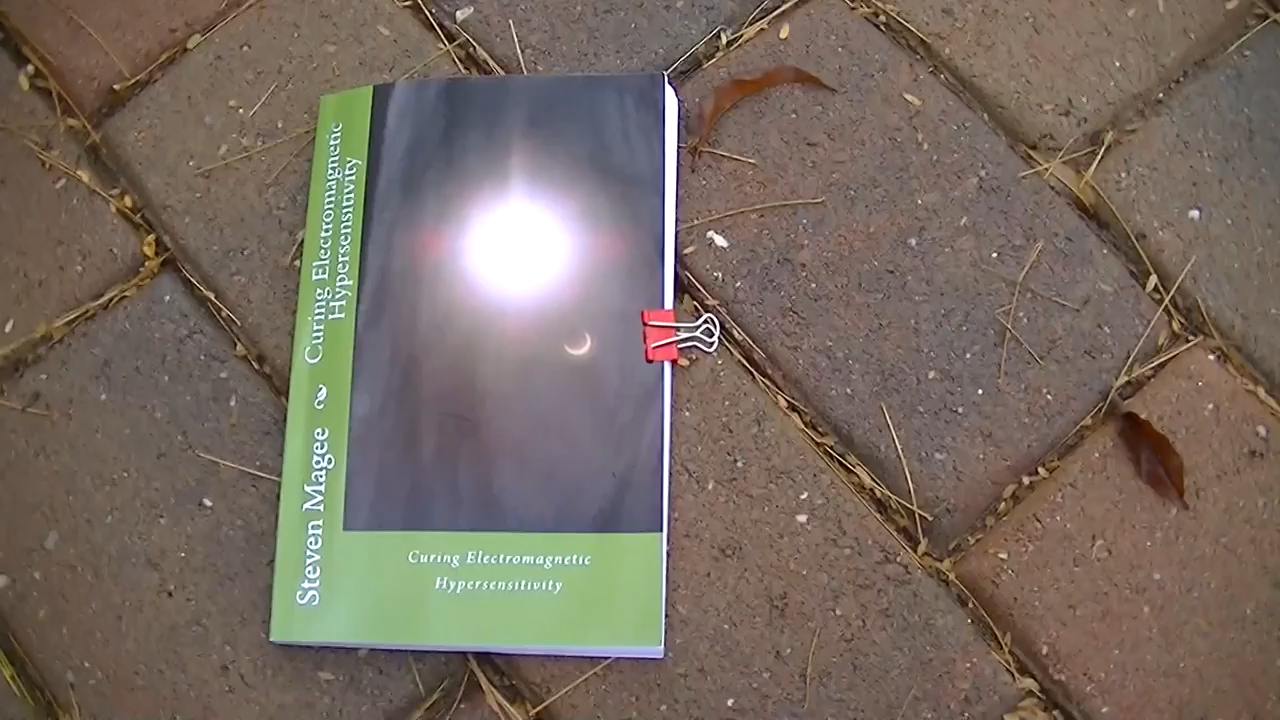 Steven Magee
Curing Electromagnetic
Hypersensitivity
Curing Electromagnetic
Hypersensitivity